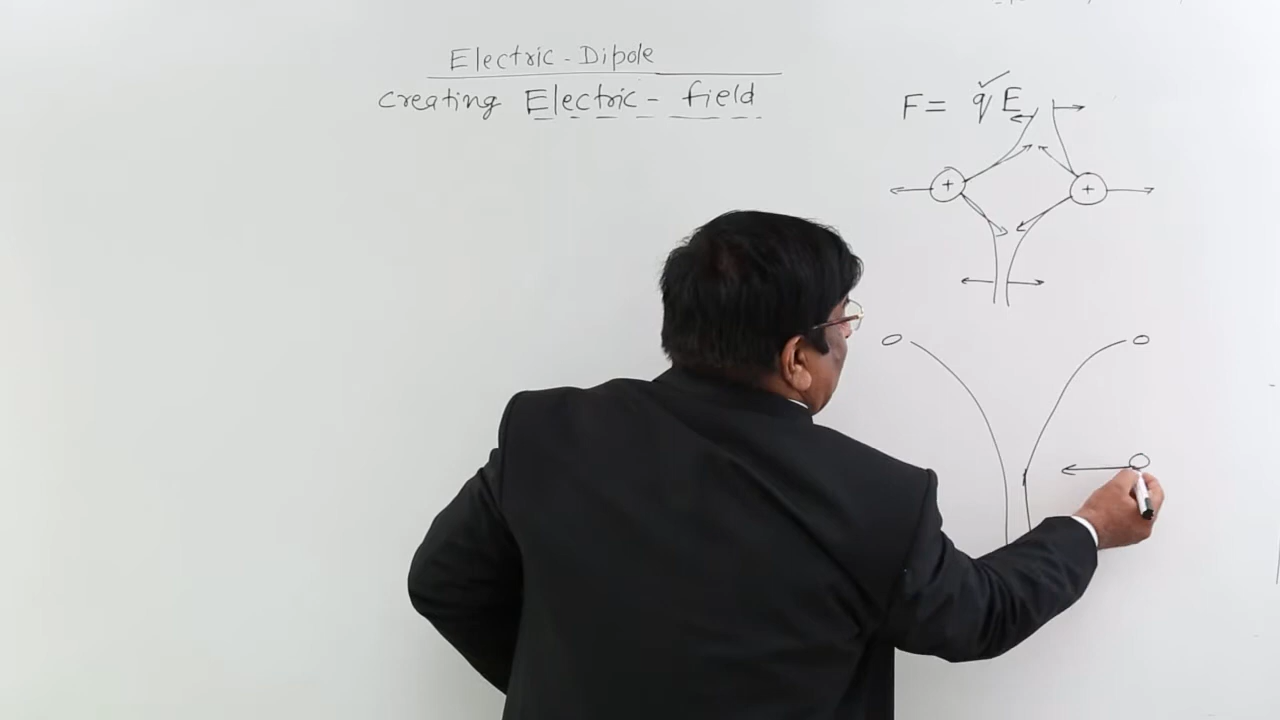 Electric - Dipole
creating Electric - field
F = qE
+ +